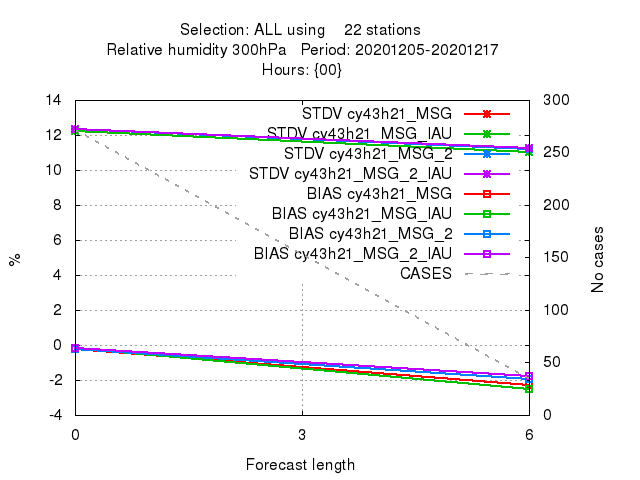 Selection: ALL using 22 stations
Relative humidity 300hPa Period: 20201205-20201217
Hours: {00}
14
12
10
8
6
4
2
0
-2
-4
%
STDV cy43h21_MSG
STDV cy43h21_MSG_IAU
STDV cy43h21_MSG_2
STDV cy43h21_MSG_2_IAU
BIAS cy43h21_MSG
BIAS cy43h21_MSG_IAU
BIAS cy43h21_MSG_2
BIAS cy43h21_MSG_2_IAU
CASES
300
250
200
150
100
50
0
No cases
0 3 6
Forecast length